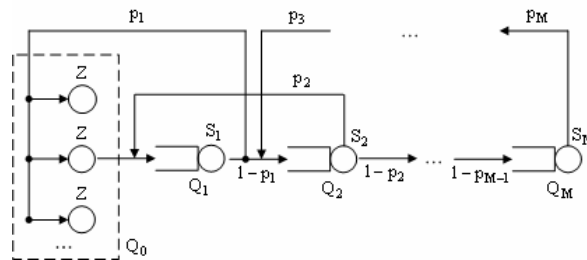 p1 p3 ... pM
Z p2
Z S1 S2 SM
Q1 1 – p1 Q2 1 – p2 ... 1 – pM–1 QM
Z
... Q0